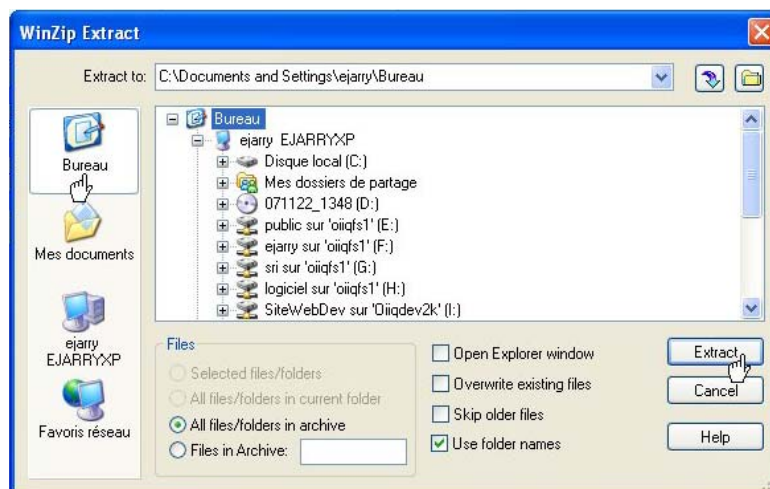 WinZip Extract
Extract to: C:\Documents and Settings\ejarry\Bureau
Bureau
Mes documents
ejarry
EJARRYXP
Favoris réseau
Bureau
ejarry EJARRYXP
Disque local (C:)
Mes dossiers de partage
071122_1348 (D:)
public sur 'oiiqfs1' (E:)
ejarry sur 'oiiqfs1' (F:)
sri sur 'oiiqfs1' (G:)
logiciel sur 'oiiqfs1' (H:)
SiteWebDev sur 'Oiiqdev2k' (I:)
Files
Selected files/folders
All files/folders in current folder
All files/folders in archive
Files in Archive:
Open Explorer window
Overwrite existing files
Skip older files
Use folder names
Extract
Cancel
Help